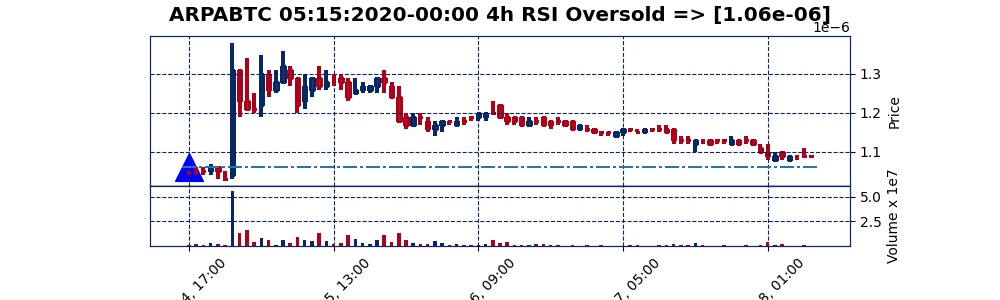 ARPABTC 05:15:2020-00:00 4h RSI Oversold => [1.06e-06]
1e−6
1.3
1.2
1.1
Price
5.0
2.5
Volume x 1e7
4, 17:00
5, 13:00
6, 09:00
7, 05:00
8, 01:00